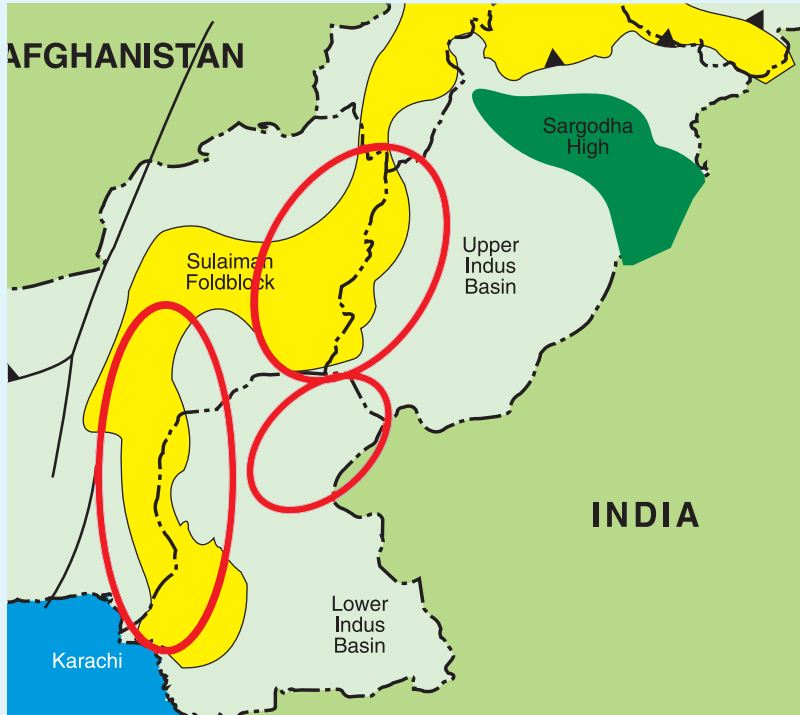 AFGHANISTAN
Sargodha
High
Upper
Indus
Basin
Sulaiman
Foldblock
INDIA
Lower
Indus
Basin
Karachi